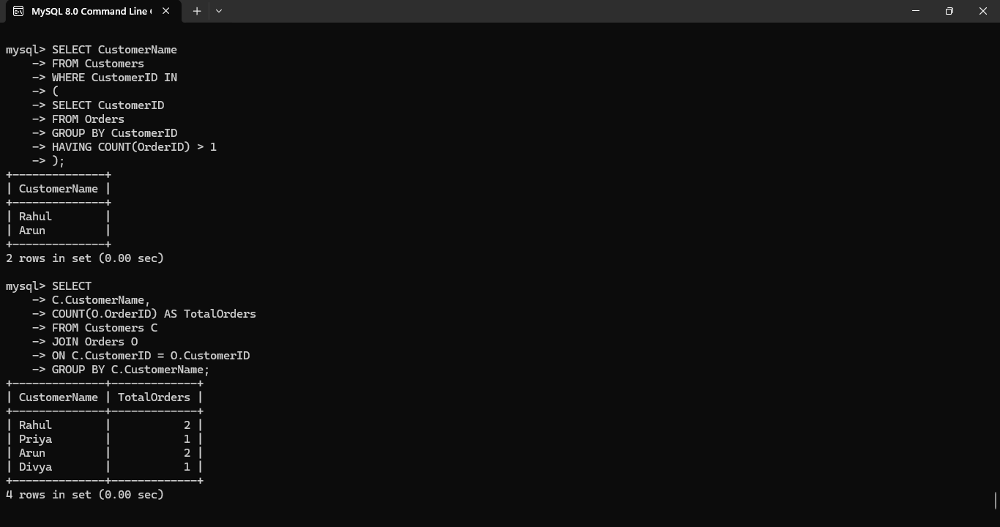 MySQL 8.0 Command Line
mysql> SELECT CustomerName
    -> FROM Customers
    -> WHERE CustomerID IN
    -> (
    -> SELECT CustomerID
    -> FROM Orders
    -> GROUP BY CustomerID
    -> HAVING COUNT(OrderID) > 1
    -> );
+--------------+
| CustomerName |
+--------------+
| Rahul        |
| Arun         |
+--------------+
2 rows in set (0.00 sec)
mysql> SELECT
    -> C.CustomerName,
    -> COUNT(O.OrderID) AS TotalOrders
    -> FROM Customers C
    -> JOIN Orders O
    -> ON C.CustomerID = O.CustomerID
    -> GROUP BY C.CustomerName;
+--------------+-------------+
| CustomerName | TotalOrders |
+--------------+-------------+
| Rahul        |           2 |
| Priya        |           1 |
| Arun         |           2 |
| Divya        |           1 |
+--------------+-------------+
4 rows in set (0.00 sec)